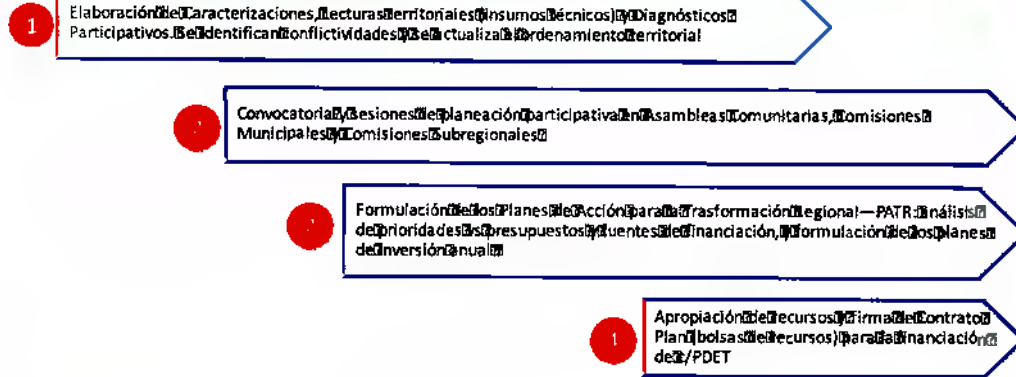 1
Elaboración de Caracterizaciones, Lecturas Territoriales (insumos técnicos) y Diagnósticos
Participativos. Se identifican conflictividades y se actualiza el ordenamiento territorial
Convocatoria y Sesiones de planeación participativa en Asambleas Comunitarias, Comisiones
Municipales y Comisiones Subregionales
Formulación de los Planes de Acción para la Trasformación Regional—PATR: análisis
de prioridades vs presupuestos y fuentes de financiación, y formulación de los planes
de inversión anual
Apropiación de recursos y Firma de Contrato
Plan (bolsas de recursos) para la financiación
de /PDET